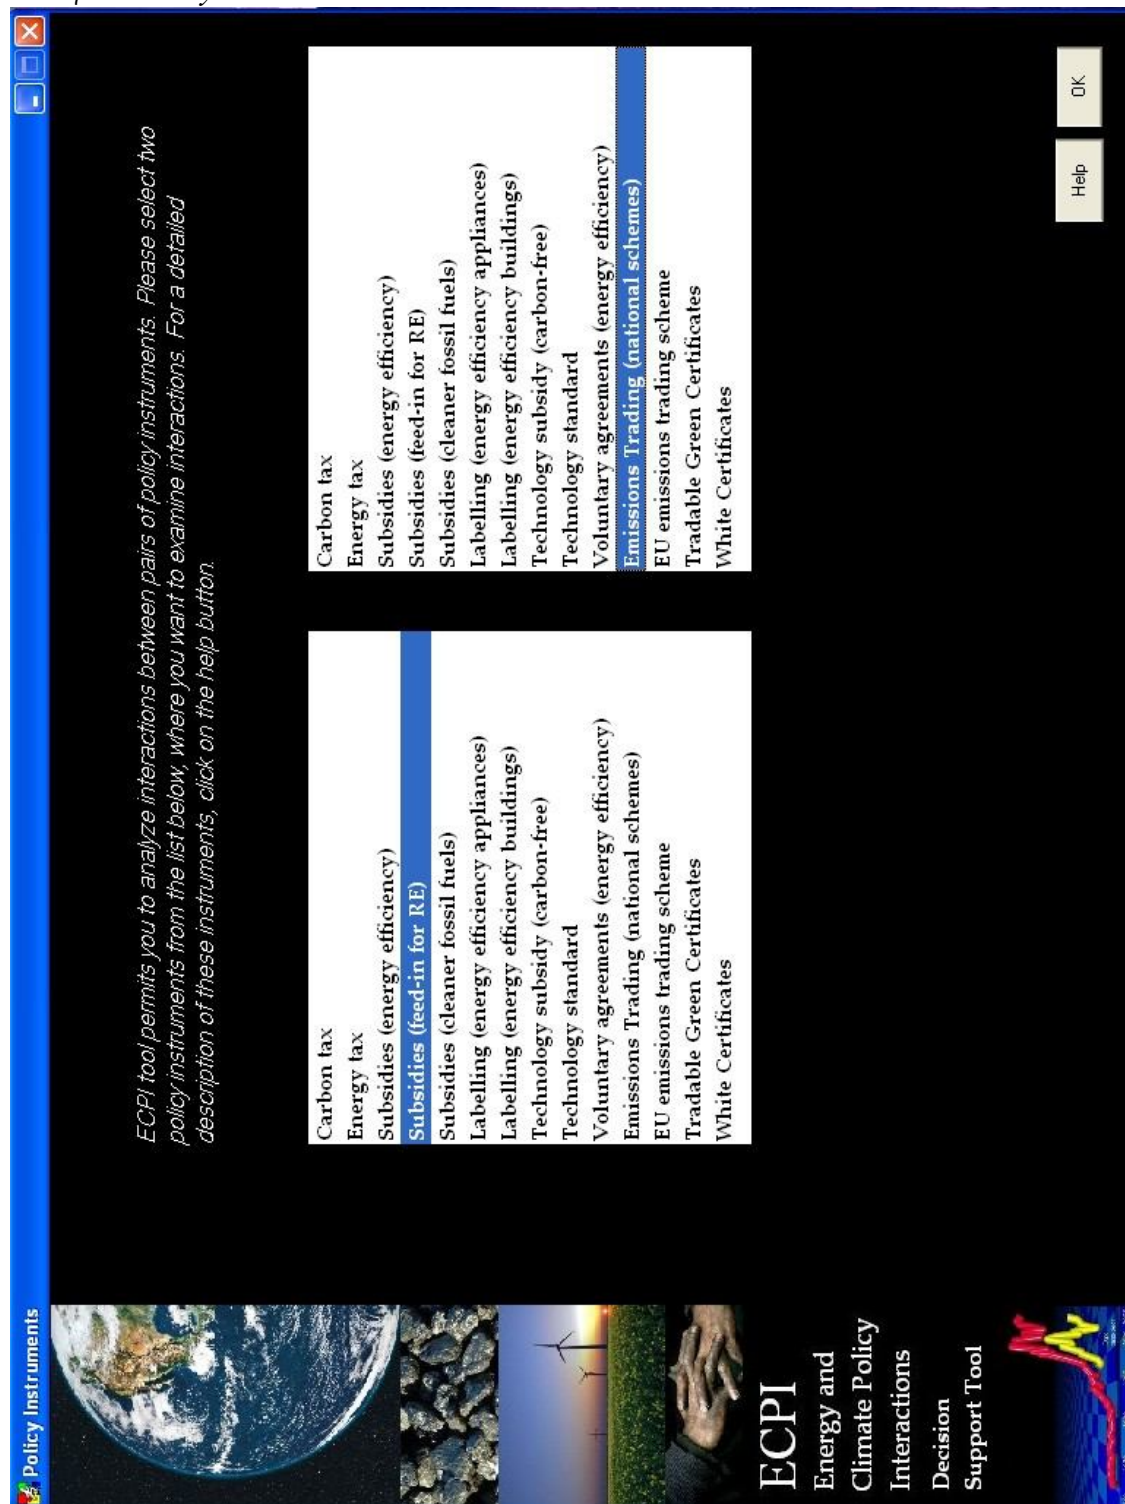 Policy Instruments
ECPI tool permits you to analyze interactions between pairs of policy instruments. Please select two
policy instruments from the list below, where you want to examine interactions. For a detailed
description of these instruments, click on the help button.
Carbon tax
Energy tax
Subsidies (energy efficiency)
Subsidies (feed-in for RE)
Subsidies (cleaner fossil fuels)
Labelling (energy efficiency appliances)
Labelling (energy efficiency buildings)
Technology subsidy (carbon-free)
Technology standard
Voluntary agreements (energy efficiency)
Emissions Trading (national schemes)
EU emissions trading scheme
Tradable Green Certificates
White Certificates
Carbon tax
Energy tax
Subsidies (energy efficiency)
Subsidies (feed-in for RE)
Subsidies (cleaner fossil fuels)
Labelling (energy efficiency appliances)
Labelling (energy efficiency buildings)
Technology subsidy (carbon-free)
Technology standard
Voluntary agreements (energy efficiency)
Emissions Trading (national schemes)
EU emissions trading scheme
Tradable Green Certificates
White Certificates
ECPI
Energy and
Climate Policy
Interactions
Decision
Support Tool
Help
OK